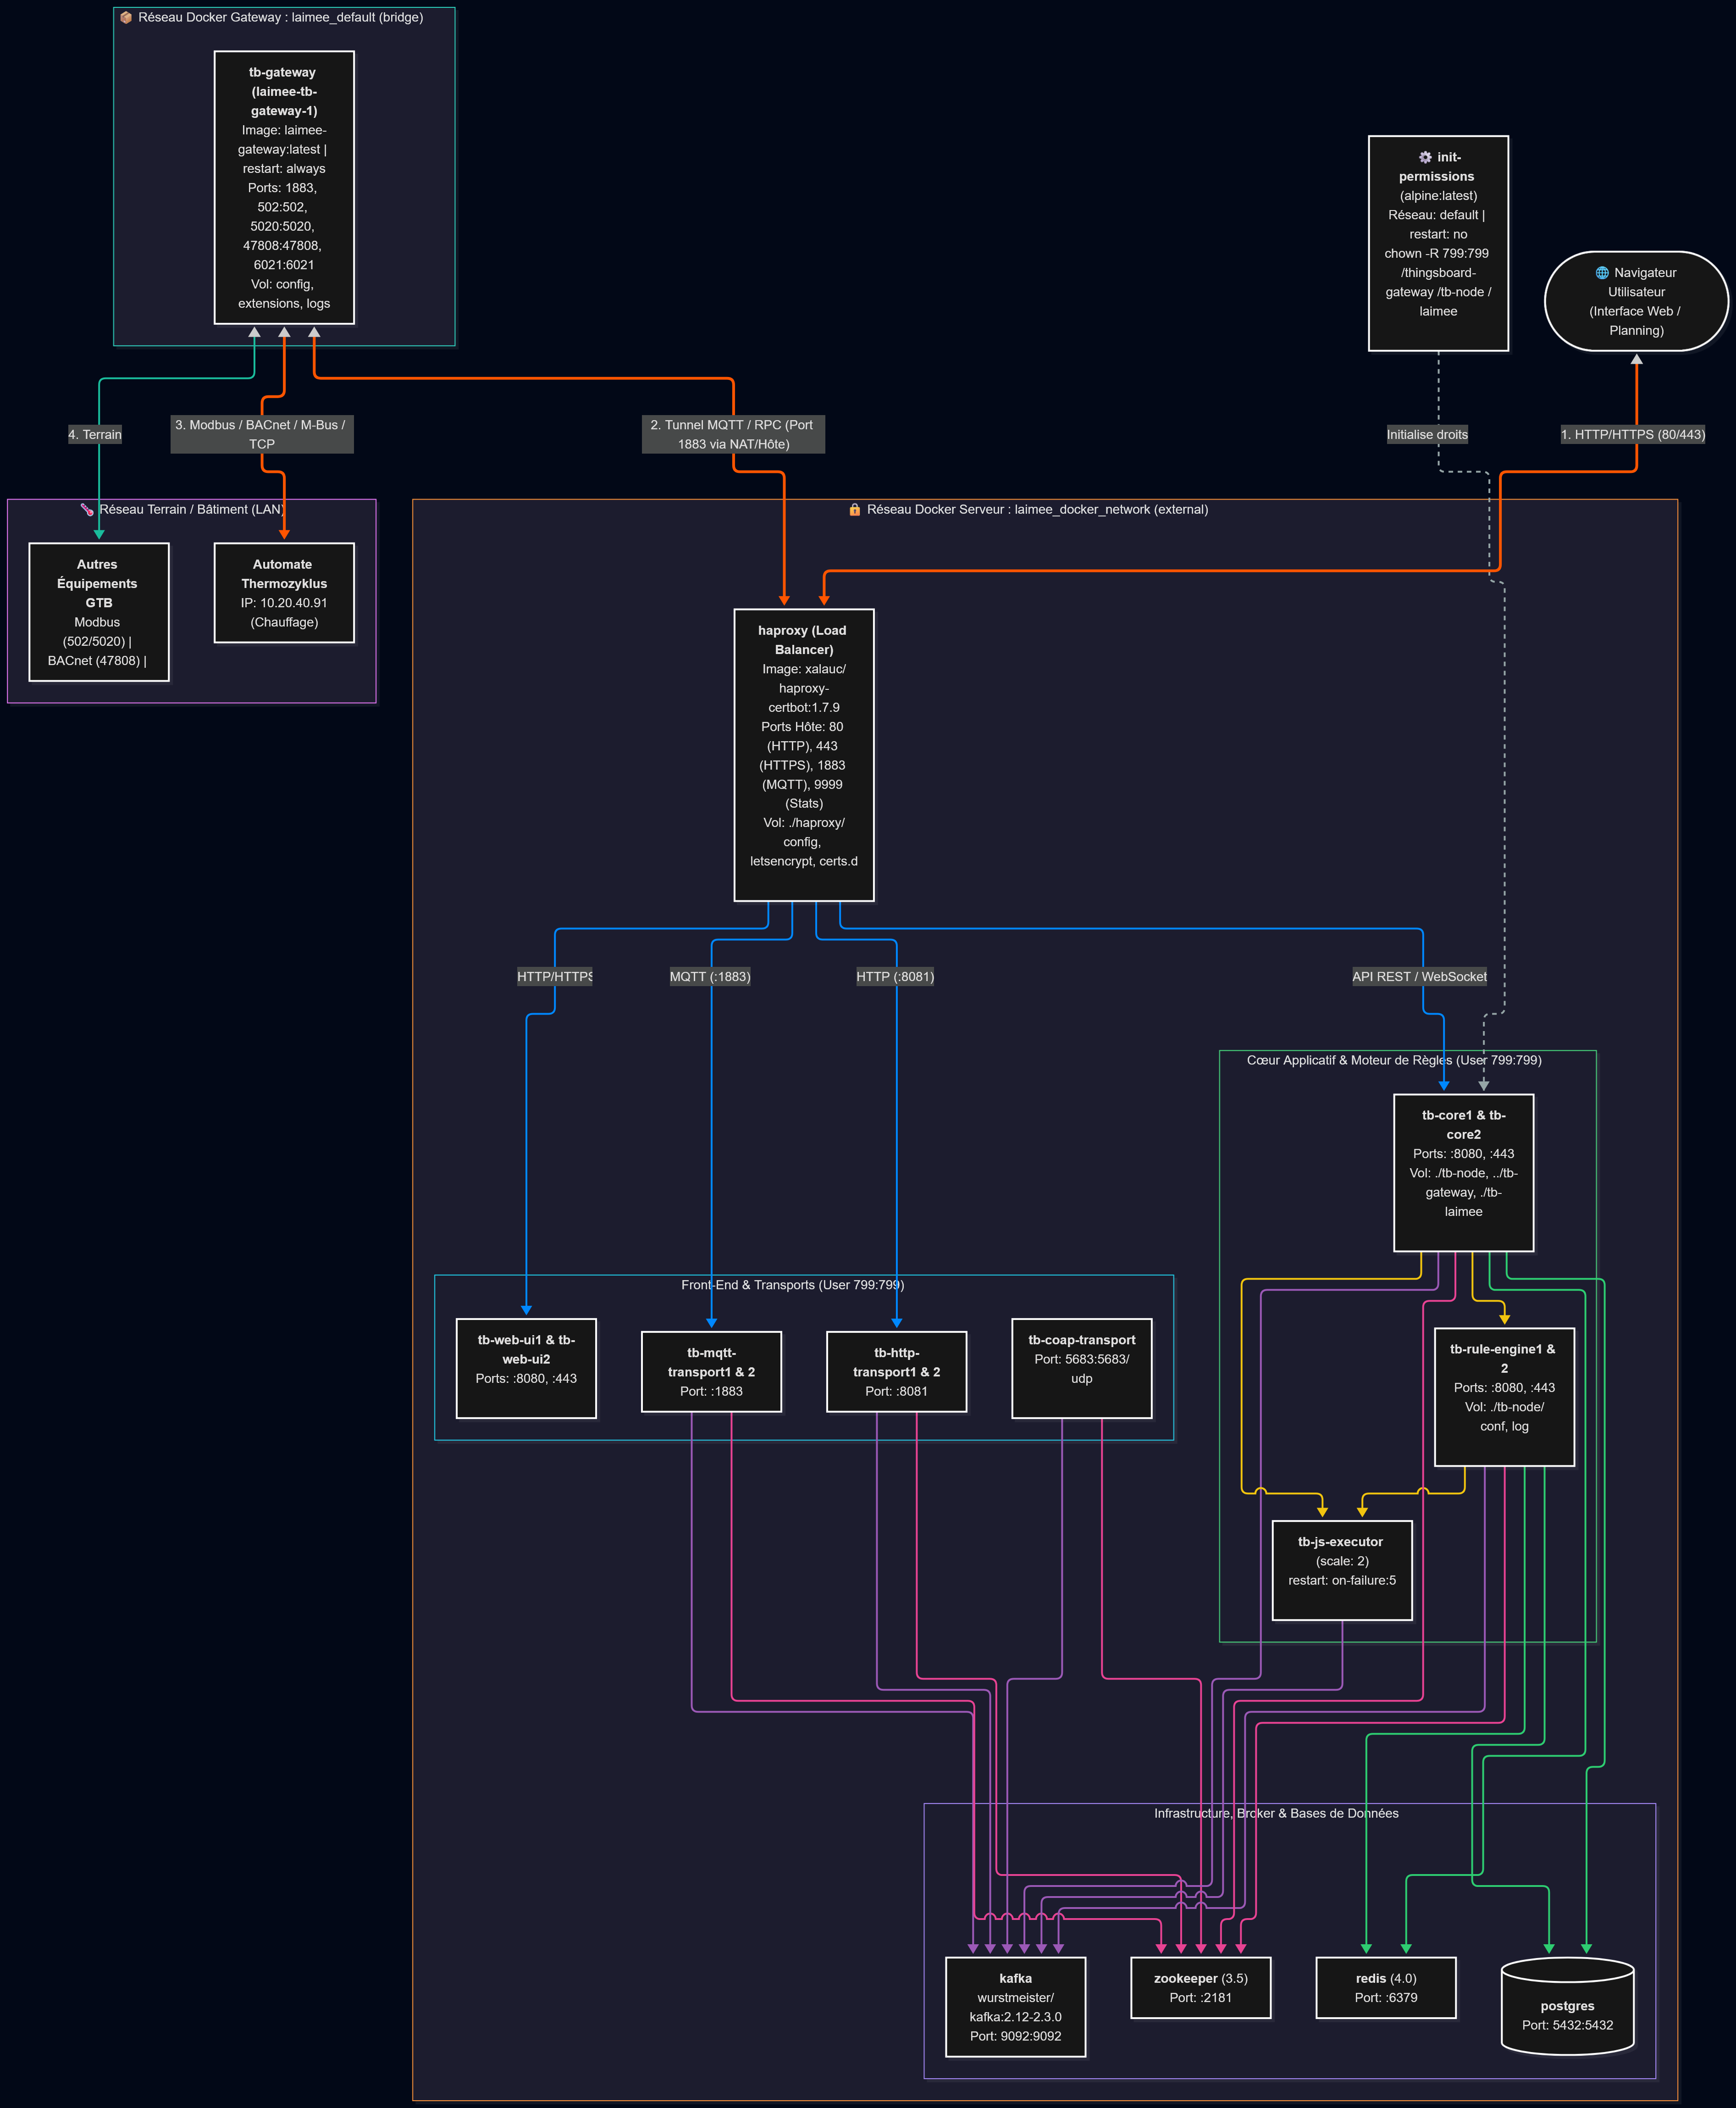 📦 Réseau Docker Gateway : laimee_default (bridge)
tb-gateway
(laimee-tb-
gateway-1)
Image: laimee-
gateway:latest |
restart: always
Ports: 1883,
502:502,
5020:5020,
47808:47808,
6021:6021
Vol: config,
extensions, logs
⚙️ init-
permissions
(alpine:latest)
Réseau: default |
restart: no
chown -R 799:799
/thingsboard-
gateway /tb-node /
laimee
🌐 Navigateur
Utilisateur
(Interface Web /
Planning)
4. Terrain
3. Modbus / BACnet / M-Bus /
TCP
2. Tunnel MQTT / RPC (Port
1883 via NAT/Hôte)
Initialise droits
1. HTTP/HTTPS (80/443)
🌡️ Réseau Terrain / Bâtiment (LAN)
Autres
Équipements
GTB
Modbus
(502/5020) |
BACnet (47808) |
Automate
Thermozyklus
IP: 10.20.40.91
(Chauffage)
🔒 Réseau Docker Serveur : laimee_docker_network (external)
haproxy (Load
Balancer)
Image: xalauc/
haproxy-
certbot:1.7.9
Ports Hôte: 80
(HTTP), 443
(HTTPS), 1883
(MQTT), 9999
(Stats)
Vol: ./haproxy/
config,
letsencrypt, certs.d
HTTP/HTTPS
MQTT (:1883)
HTTP (:8081)
API REST / WebSocket
Cœur Applicatif & Moteur de Règles (User 799:799)
tb-core1 & tb-
core2
Ports: :8080, :443
Vol: ./tb-node, ../tb-
gateway, ./tb-
laimee
Front-End & Transports (User 799:799)
tb-web-ui1 & tb-
web-ui2
Ports: :8080, :443
tb-mqtt-
transport1 & 2
Port: :1883
tb-http-
transport1 & 2
Port: :8081
tb-coap-transport
Port: 5683:5683/
udp
tb-rule-engine1 &
2
Ports: :8080, :443
Vol: ./tb-node/
conf, log
tb-js-executor
(scale: 2)
restart: on-failure:5
Infrastructure, Broker & Bases de Données
kafka
wurstmeister/
kafka:2.12-2.3.0
Port: 9092:9092
zookeeper (3.5)
Port: :2181
redis (4.0)
Port: :6379
postgres
Port: 5432:5432